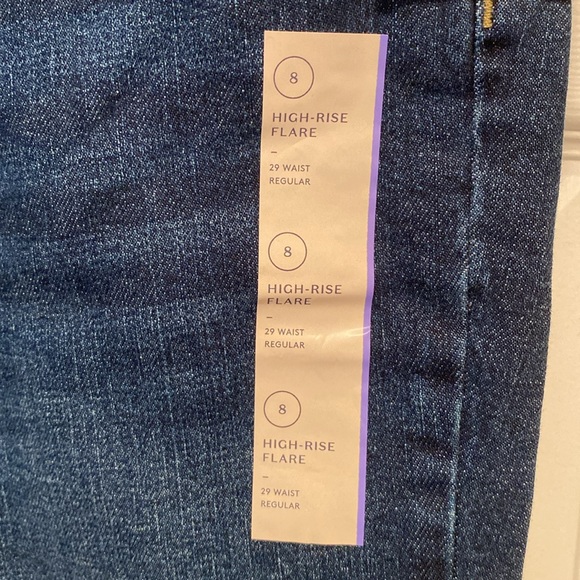 8
HIGH-RISE
FLARE
–
29 WAIST
REGULAR
8
HIGH-RISE
FLARE
–
29 WAIST
REGULAR
8
HIGH-RISE
FLARE
–
29 WAIST
REGULAR